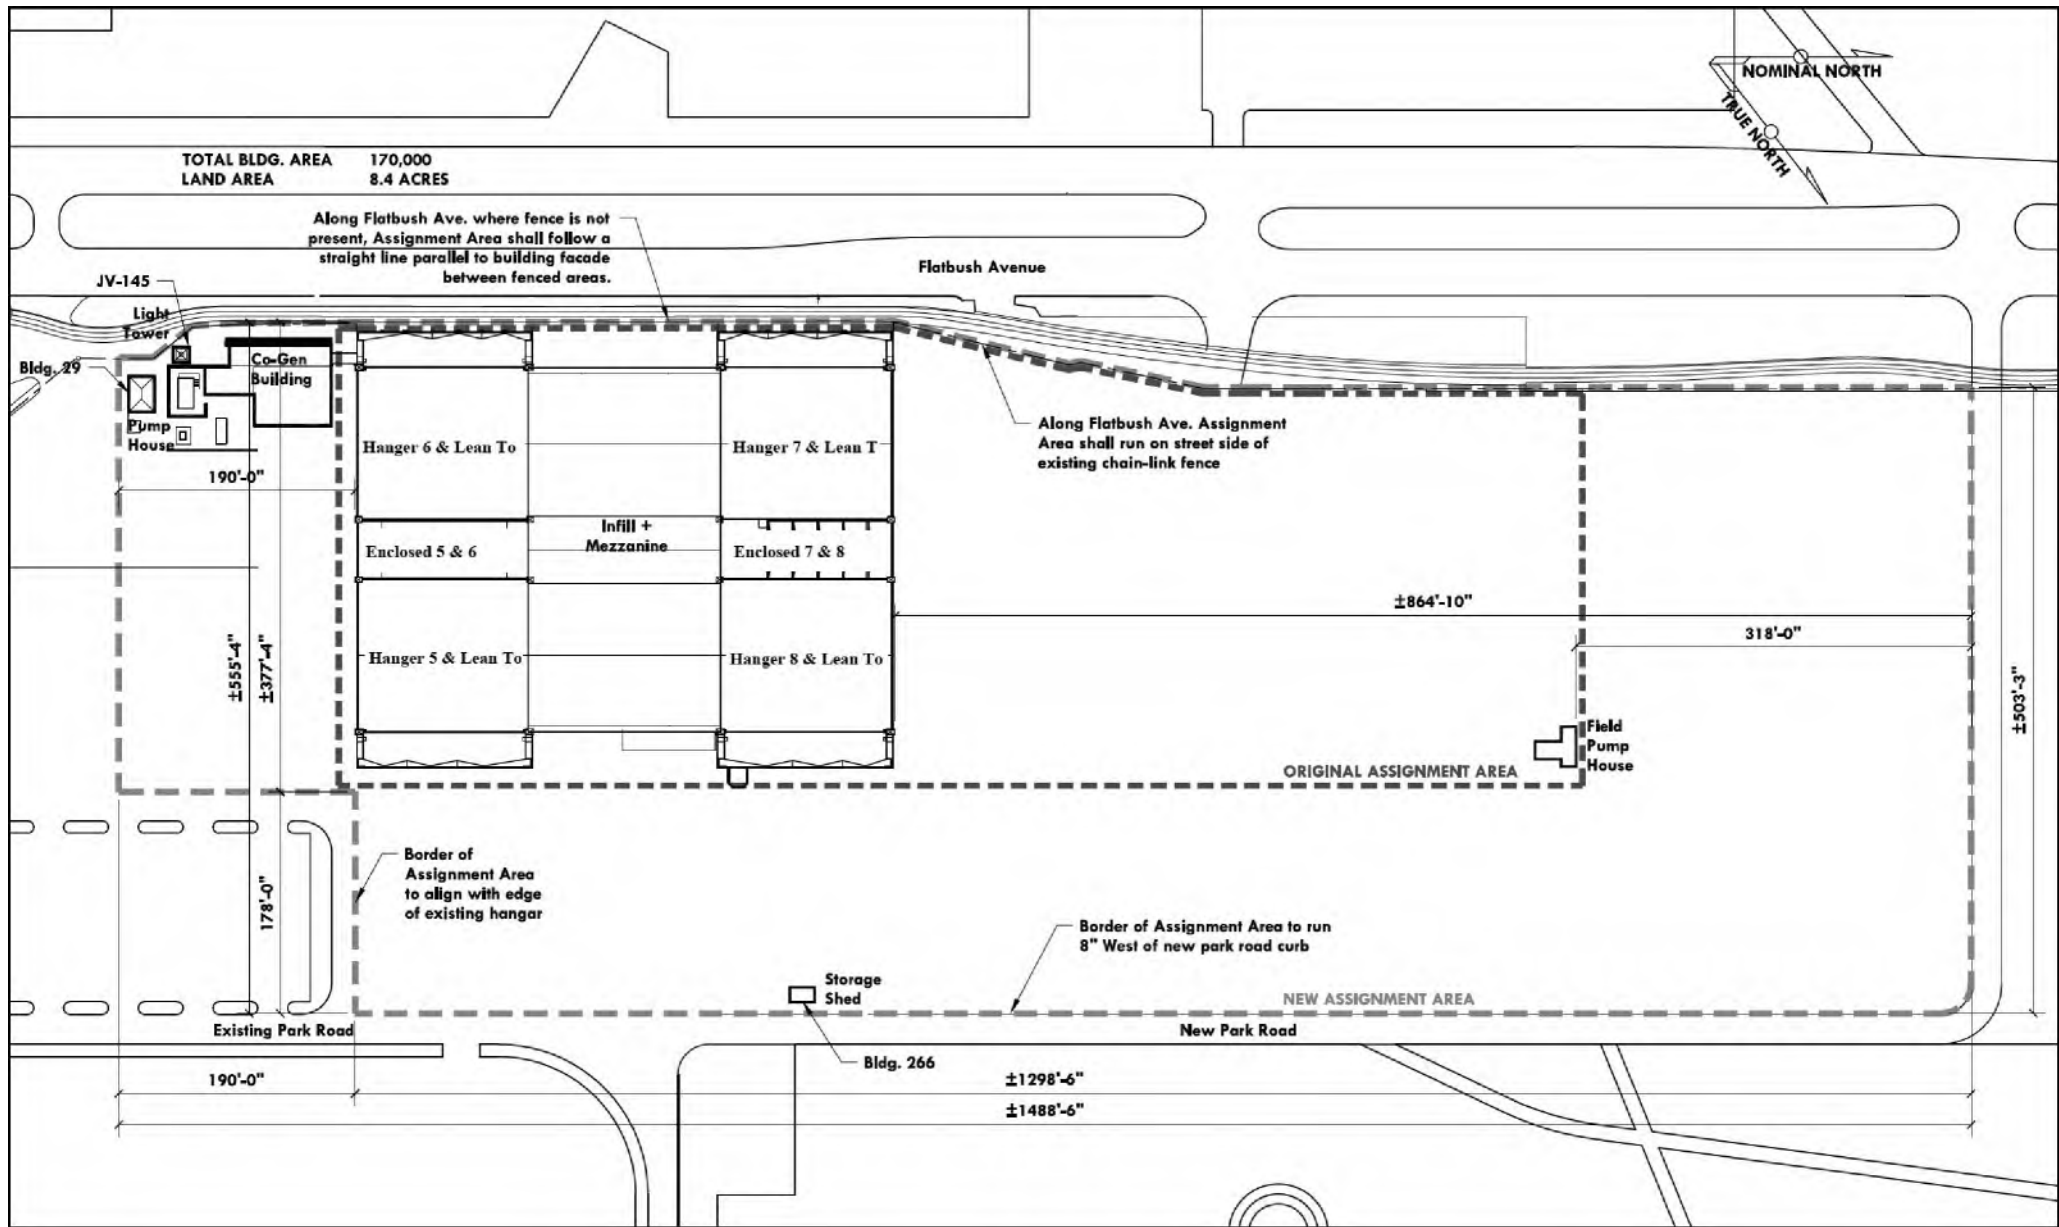 NOMINAL NORTH
TRUE NORTH
TOTAL BLDG. AREA 170,000
LAND AREA 8.4 ACRES
Along Flatbush Ave. where fence is not
present, Assignment Area shall follow a
straight line parallel to building facade
between fenced areas.
Flatbush Avenue
JV-145
Light
Tower
Bldg. 29
Co-Gen
Building
Pump
House
190'-0"
Hanger 6 & Lean To
Hanger 7 & Lean T
Along Flatbush Ave. Assignment
Area shall run on street side of
existing chain-link fence
Infill +
Mezzanine
Enclosed 5 & 6
Enclosed 7 & 8
±864'-10"
318'-0"
±555'-4"
±377'-4"
Hanger 5 & Lean To
Hanger 8 & Lean To
±503'-3"
Field
Pump
House
ORIGINAL ASSIGNMENT AREA
178'-0"
Border of
Assignment Area
to align with edge
of existing hangar
Border of Assignment Area to run
8" West of new park road curb
Storage
Shed
NEW ASSIGNMENT AREA
Existing Park Road
New Park Road
Bldg. 266
190'-0"
±1298'-6"
±1488'-6"